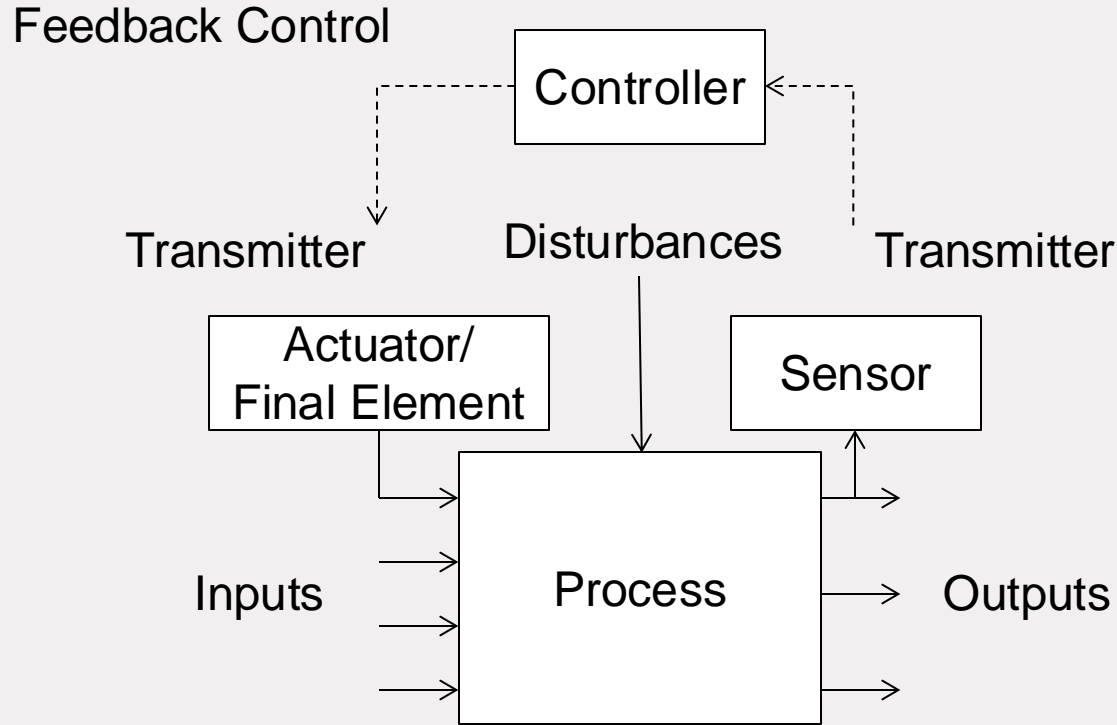 Feedback Control
Controller
Transmitter
Disturbances
Transmitter
Actuator/
Final Element
Sensor
Inputs
Process
Outputs